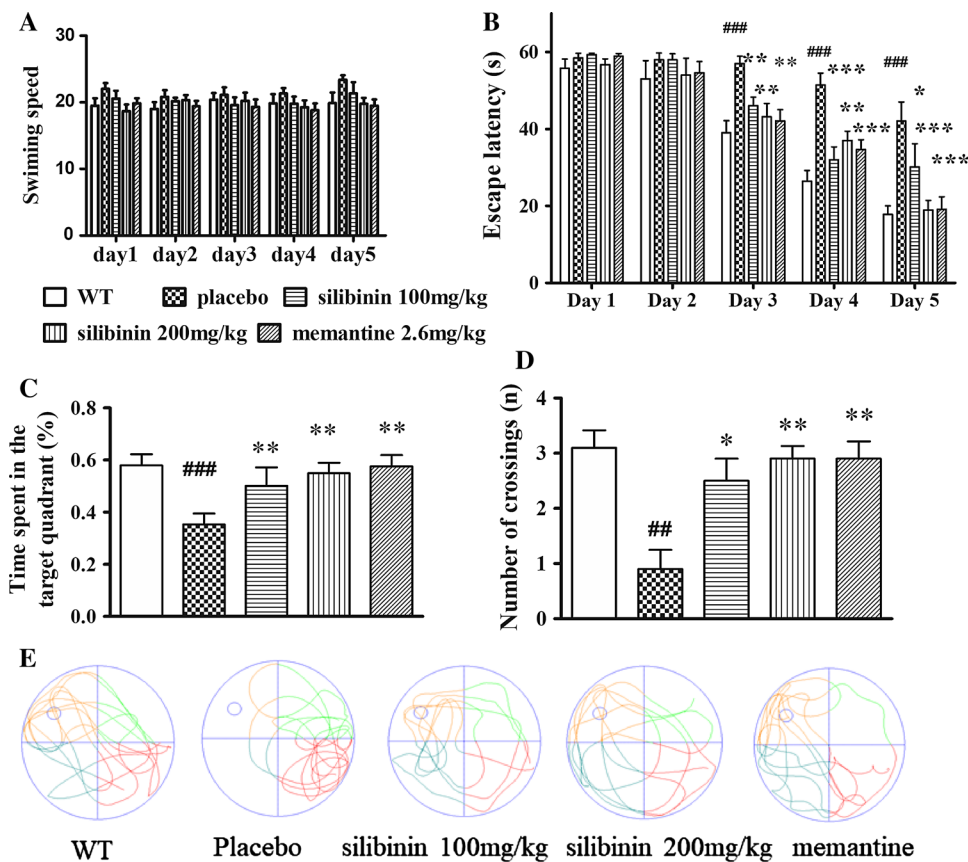 A
Swiming speed
30
20
10
0
day1 day2 day3 day4 day5
WT placebo silibinin 100mg/kg
silibinin 200mg/kg memantine 2.6mg/kg
B
Escape latency (s)
60
40
20
0
###
** **
**
###
***
**
***
###
*
***
***
Day 1 Day 2 Day 3 Day 4 Day 5
C
Time spent in the
target quadrant (%)
0.8
0.6
0.4
0.2
0.0
###
**
**
**
D
Number of crossings (n)
4
3
2
1
0
##
*
**
**
E
WT Placebo silibinin 100mg/kg silibinin 200mg/kg memantine